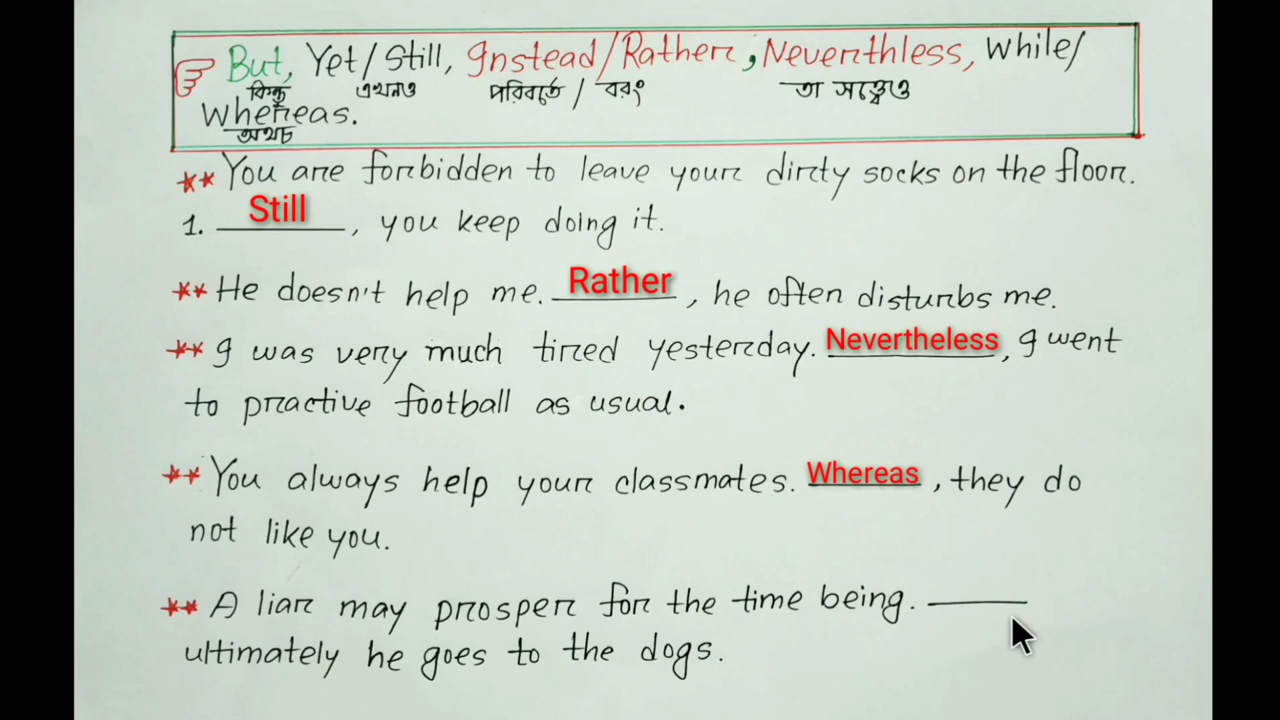 But, Yet/Still, Instead/Rather, Neverthless, While/
কিন্তু এখনও পরিবর্তে / বরং তা সত্ত্বেও
Whereas.
অথচ
** You are forbidden to leave your dirty socks on the floor.
1. Still, you keep doing it.
** He doesn't help me. Rather, he often disturbs me.
** I was very much tired yesterday. Nevertheless, I went
to practive football as usual.
** You always help your classmates. Whereas, they do
not like you.
** A liar may prosper for the time being. ______
ultimately he goes to the dogs.